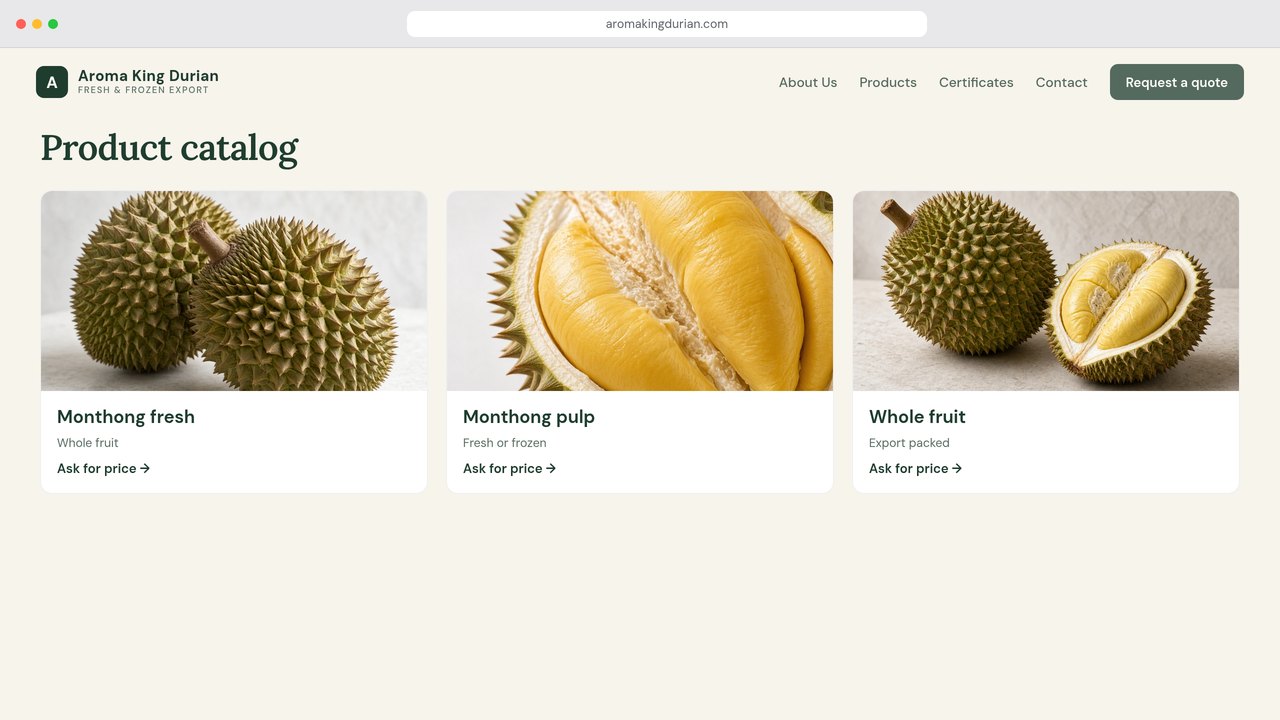 aromakingdurian.com
A
Aroma King Durian
FRESH & FROZEN EXPORT
About Us
Products
Certificates
Contact
Request a quote
Product catalog
Monthong fresh
Whole fruit
Ask for price →
Monthong pulp
Fresh or frozen
Ask for price →
Whole fruit
Export packed
Ask for price →